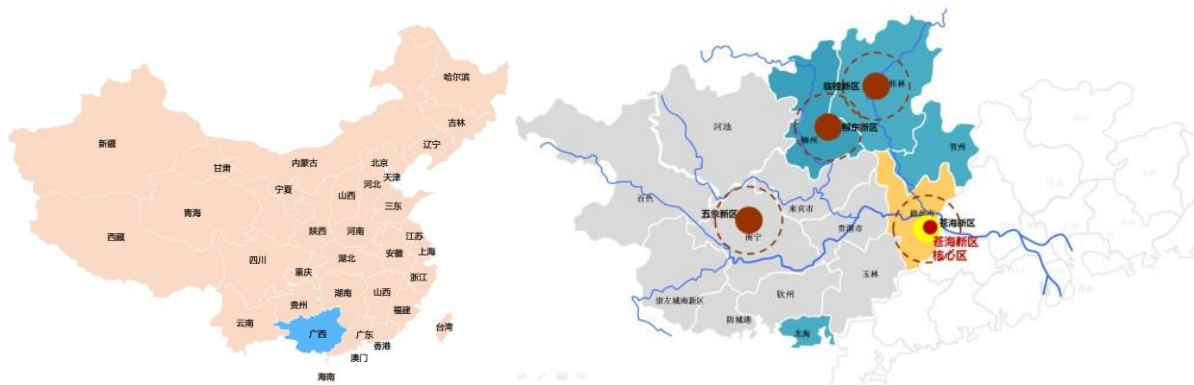 哈尔滨
吉林
辽宁
新疆
甘肃
内蒙古
北京
天津
河北
宁夏
山西
青海
三东
陕西
河南
江苏
西藏
四川
湖北
安徽
上海
重庆
浙江
湖南
山西
贵州
福建
云南
广西
广东
台湾
香港
澳门
海南
临桂新区
桂林
河池
柳东新区
柳州
贺州
百色
五象新区
来宾市
南宁
贵港市
苍海新区
苍海新区
核心区
玉林
崇左城南新区
钦州
防城港
北海